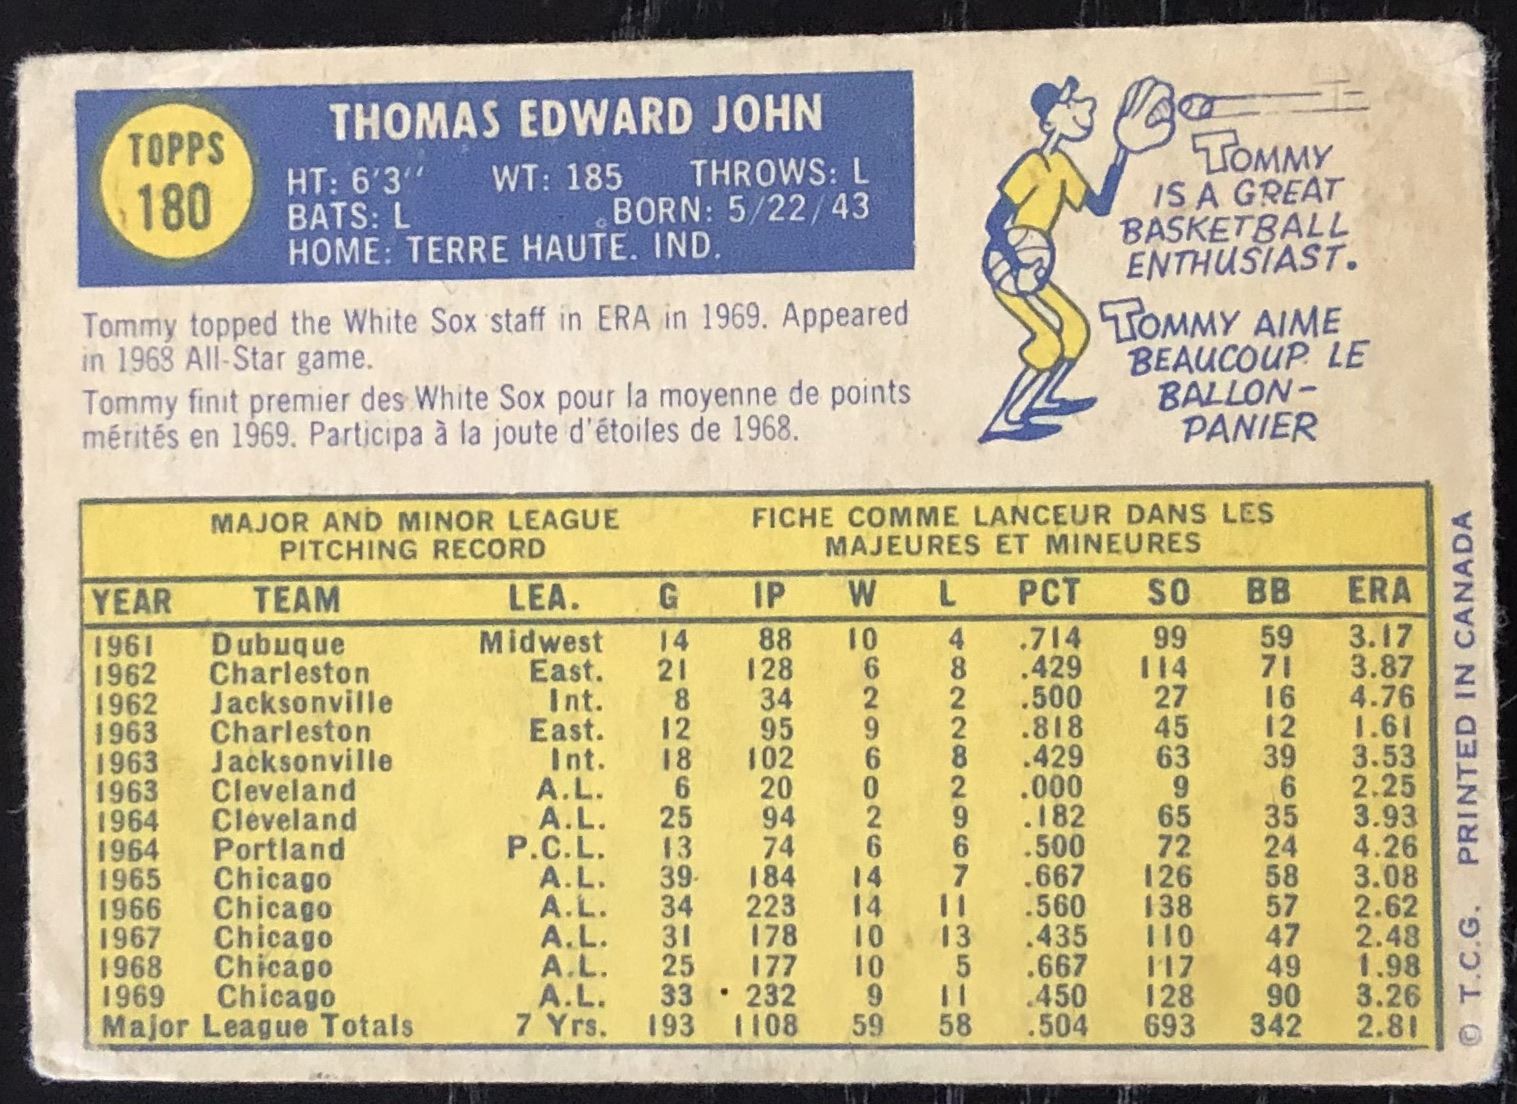 TOPPS
180
THOMAS EDWARD JOHN
HT: 6'3" WT: 185 THROWS: L
BATS: L BORN: 5/22/43
HOME: TERRE HAUTE. IND.
Tommy topped the White Sox staff in ERA in 1969. Appeared
in 1968 All-Star game.
Tommy finit premier des White Sox pour la moyenne de points
mérités en 1969. Participa à la joute d'étoiles de 1968.
TOMMY
IS A GREAT
BASKETBALL
ENTHUSIAST.
TOMMY AIME
BEAUCOUP LE
BALLON-
PANIER
MAJOR AND MINOR LEAGUE
PITCHING RECORD
FICHE COMME LANCEUR DANS LES
MAJEURES ET MINEURES
YEAR TEAM LEA. G IP W L PCT SO BB ERA
1961 Dubuque Midwest 14 88 10 4 .714 99 59 3.17
1962 Charleston East. 21 128 6 8 .429 114 71 3.87
1962 Jacksonville Int. 8 34 2 2 .500 27 16 4.76
1963 Charleston East. 12 95 9 2 .818 45 12 1.61
1963 Jacksonville Int. 18 102 6 8 .429 63 39 3.53
1963 Cleveland A.L. 6 20 0 2 .000 9 6 2.25
1964 Cleveland A.L. 25 94 2 9 .182 65 35 3.93
1964 Portland P.C.L. 13 74 6 6 .500 72 24 4.26
1965 Chicago A.L. 39 184 14 7 .667 126 58 3.08
1966 Chicago A.L. 34 223 14 11 .560 138 57 2.62
1967 Chicago A.L. 31 178 10 13 .435 110 47 2.48
1968 Chicago A.L. 25 177 10 5 .667 117 49 1.98
1969 Chicago A.L. 33 232 9 11 .450 128 90 3.26
Major League Totals 7 Yrs. 193 1108 59 58 .504 693 342 2.81
© T.C.G. PRINTED IN CANADA